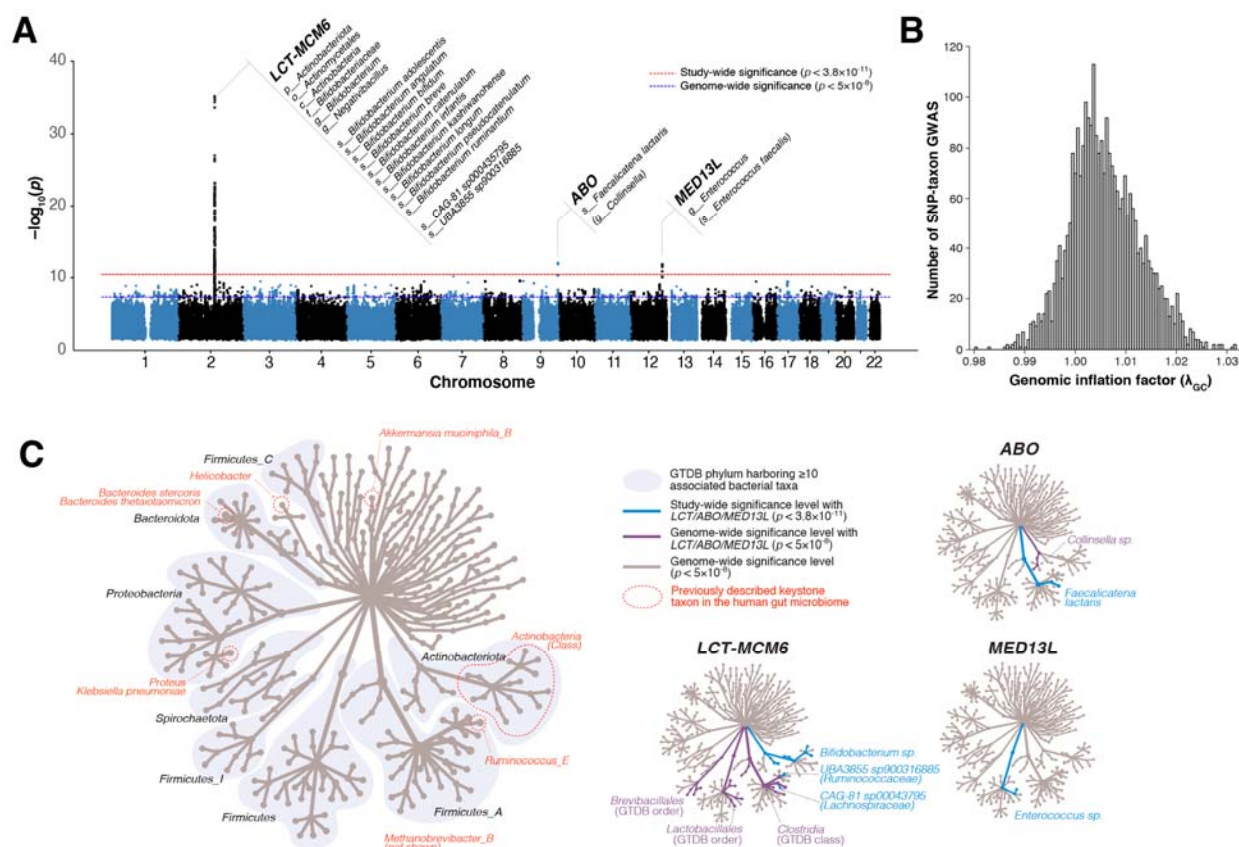 A
40
30
20
10
0
−log10(p)
LCT-MCM6
p__Actinobacteriota
o__Actinomycetales
c__Actinobacteria
f__Bifidobacteriaceae
g__Bifidobacterium
g__Negativibacillus
s__Bifidobacterium adolescentis
s__Bifidobacterium angulatum
s__Bifidobacterium bifidum
s__Bifidobacterium breve
s__Bifidobacterium catenulatum
s__Bifidobacterium infantis
s__Bifidobacterium kashiwanohense
s__Bifidobacterium longum
s__Bifidobacterium pseudocatenulatum
s__Bifidobacterium ruminantium
s__CAG-81 sp000435795
s__UBA3855 sp900316885
ABO
s__Faecalicatena lactaris
(g__Collinsella)
MED13L
g__Enterococcus
(s__Enterococcus faecalis)
Study-wide significance (p < 3.8×10-11)
Genome-wide significance (p < 5×10-8)
1 2 3 4 5 6 7 8 9 10 11 12 13 14 15 16 17 18 20 22
Chromosome
B
Number of SNP-taxon GWAS
120
100
80
60
40
20
0
0.98 0.99 1.00 1.01 1.02 1.03
Genomic inflation factor (λGC)
C
Akkermansia muciniphila_B
Firmicutes_C
Helicobacter
Bacteroides stercoris
Bacteroides thetaiotaomicron
Bacteroidota
Proteobacteria
Proteus
Klebsiella pneumoniae
Spirochaetota
Firmicutes_I
Firmicutes
Firmicutes_A
Methanobrevibacter_B
Ruminococcus_E
Actinobacteriota
Actinobacteria
(Class)
GTDB phylum harboring ≥10
associated bacterial taxa
Study-wide significance level with
LCT/ABO/MED13L (p < 3.8×10-11)
Genome-wide significance level with
LCT/ABO/MED13L (p < 5×10-8)
Genome-wide significance level
(p < 5×10-8)
Previously described keystone
taxon in the human gut microbiome
ABO
Collinsella sp.
Faecalicatena
lactaris
LCT-MCM6
Bifidobacterium sp.
UBA3855 sp900316885
(Ruminococcaceae)
CAG-81 sp00043795
(Lachnospiraceae)
Brevibacillales
(GTDB order)
Lactobacillales
(GTDB order)
Clostridia
(GTDB class)
MED13L
Enterococcus sp.